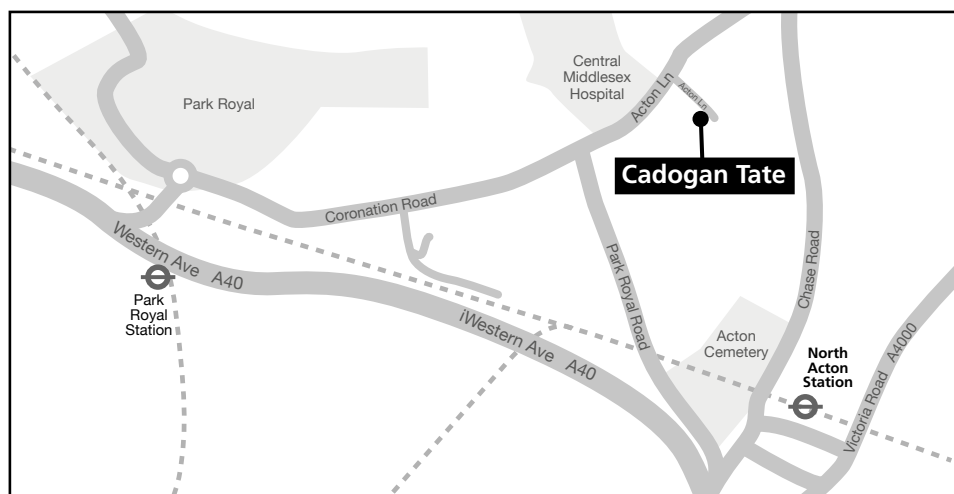 Park Royal
Central
Middlesex
Hospital
Acton Ln
Acton Ln
Cadogan Tate
Coronation Road
Western Ave A40
Park
Royal
Station
iWestern Ave A40
Park Royal Road
Chase Road
Acton
Cemetery
North
Acton
Station
Victoria Road A4000